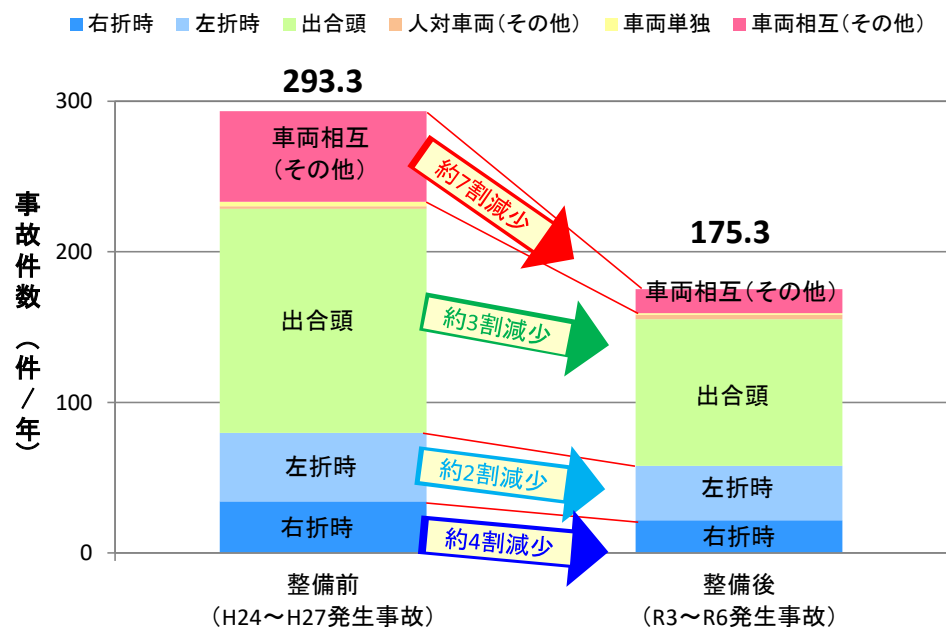 右折時 左折時 出合頭 人対車両(その他) 車両単独 車両相互(その他)
293.3
300
車両相互
(その他)
約7割減少
175.3
200
車両相互(その他)
出合頭
約3割減少
出合頭
100
左折時
約2割減少
左折時
右折時
約4割減少
右折時
0
事故件数(件/年)
整備前
(H24~H27発生事故)
整備後
(R3~R6発生事故)